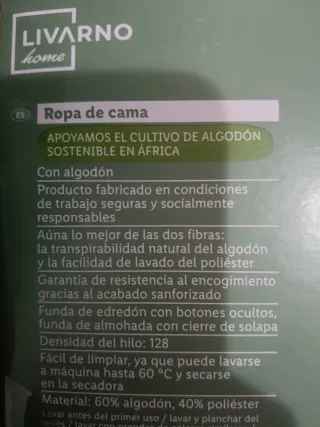 LIVARNO
home
ES
Ropa de cama
APOYAMOS EL CULTIVO DE ALGODÓN
SOSTENIBLE EN ÁFRICA
Con algodón
Producto fabricado en condiciones
de trabajo seguras y socialmente
responsables
Aúna lo mejor de las dos fibras:
la transpirabilidad natural del algodón
y la facilidad de lavado del poliéster
Garantía de resistencia al encogimiento
gracias al acabado sanforizado
Funda de edredón con botones ocultos,
funda de almohada con cierre de solapa
Densidad del hilo: 128
Fácil de limpiar, ya que puede lavarse
a máquina hasta 60 °C y secarse
en la secadora
Material: 60% algodón, 40% poliéster
Lavar antes del primer uso / lavar y planchar del
revés / lavar con prendas de